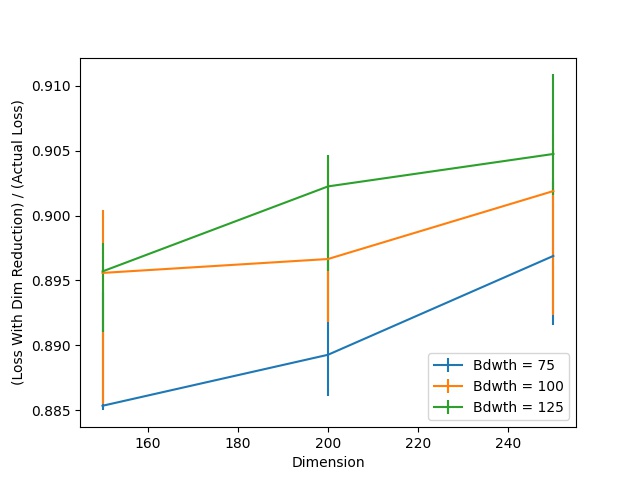 (Loss With Dim Reduction) / (Actual Loss)
0.910
0.905
0.900
0.895
0.890
0.885
Bdwth = 75
Bdwth = 100
Bdwth = 125
160 180 200 220 240
Dimension